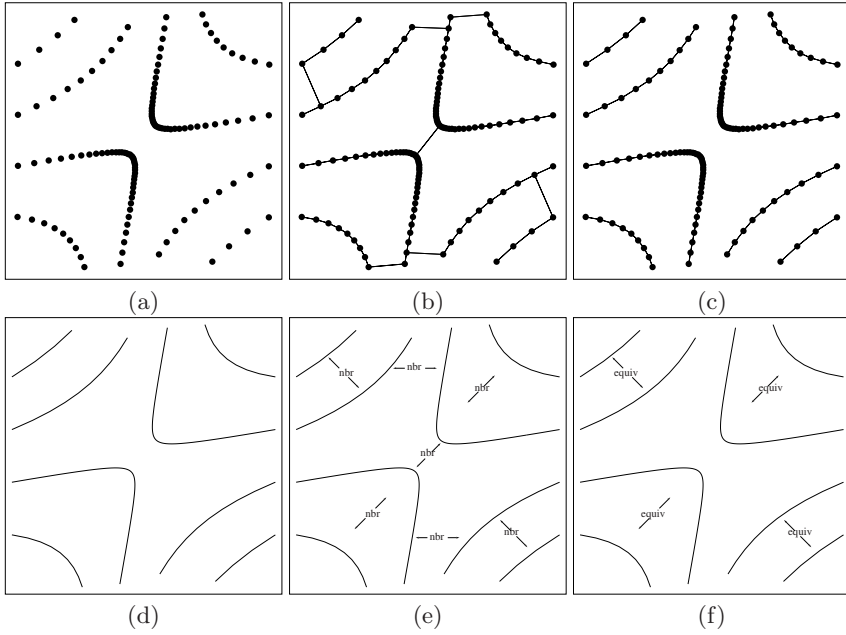 (a) (b) (c)
nbr nbr
nbr
nbr
nbr
nbr nbr
equiv equiv
equiv equiv
(d) (e) (f)